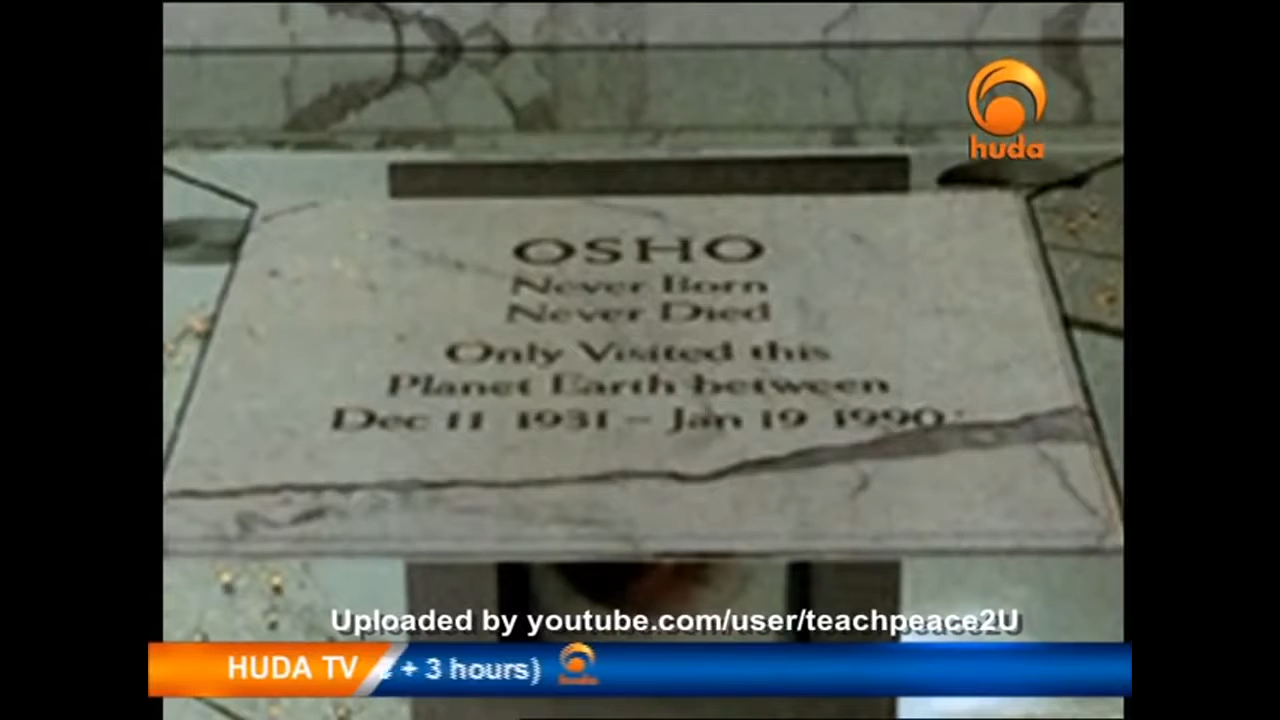 huda
OSHO
Never Born
Never Died
Only Visited this
Planet Earth between
Dec 11 1931 – Jan 19 1990
Uploaded by youtube.com/user/teachpeace2U
HUDA TV
+ 3 hours)